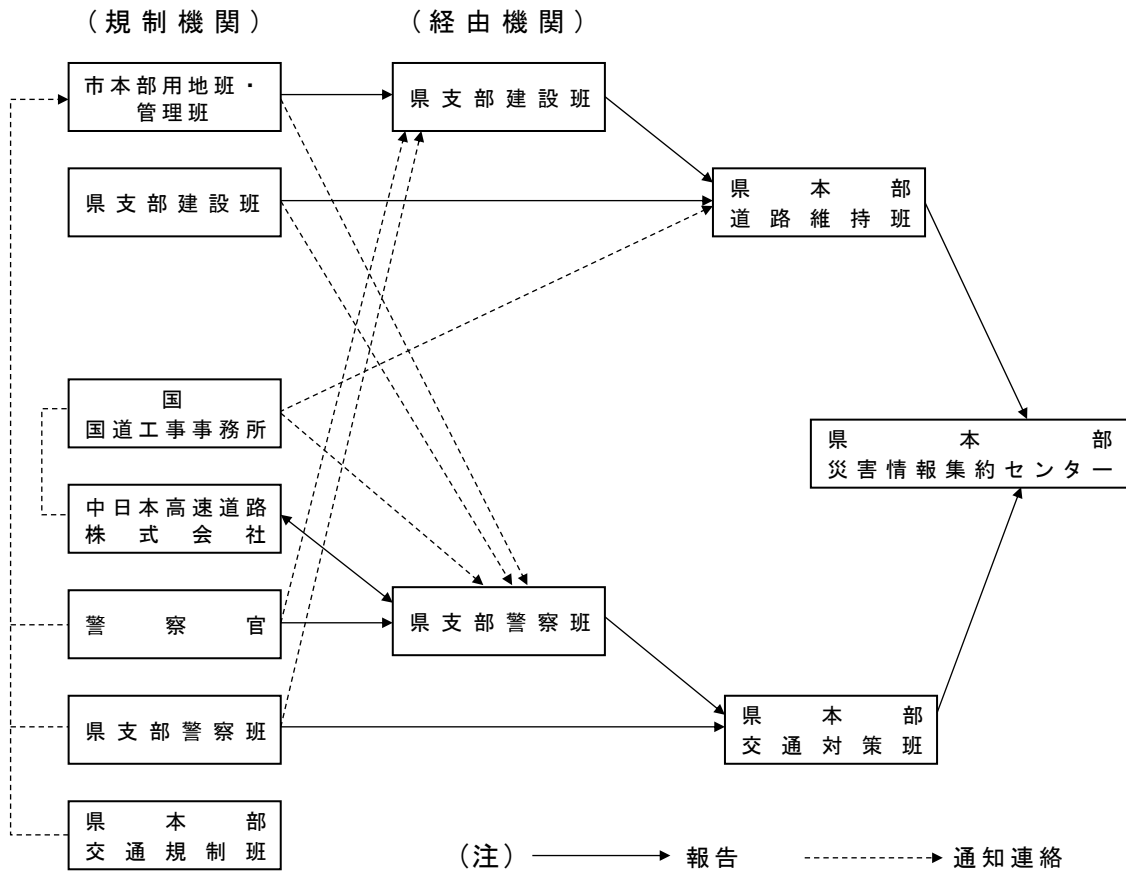 （規制機関）
（経由機関）
市本部用地班・
管理班
県支部建設班
県支部建設班
県本部
道路維持班
国
国道工事事務所
県本部
災害情報集約センター
中日本高速道路
株式会社
警察官
県支部警察班
県支部警察班
県本部
交通対策班
県本部
交通規制班
（注）
報告
通知連絡